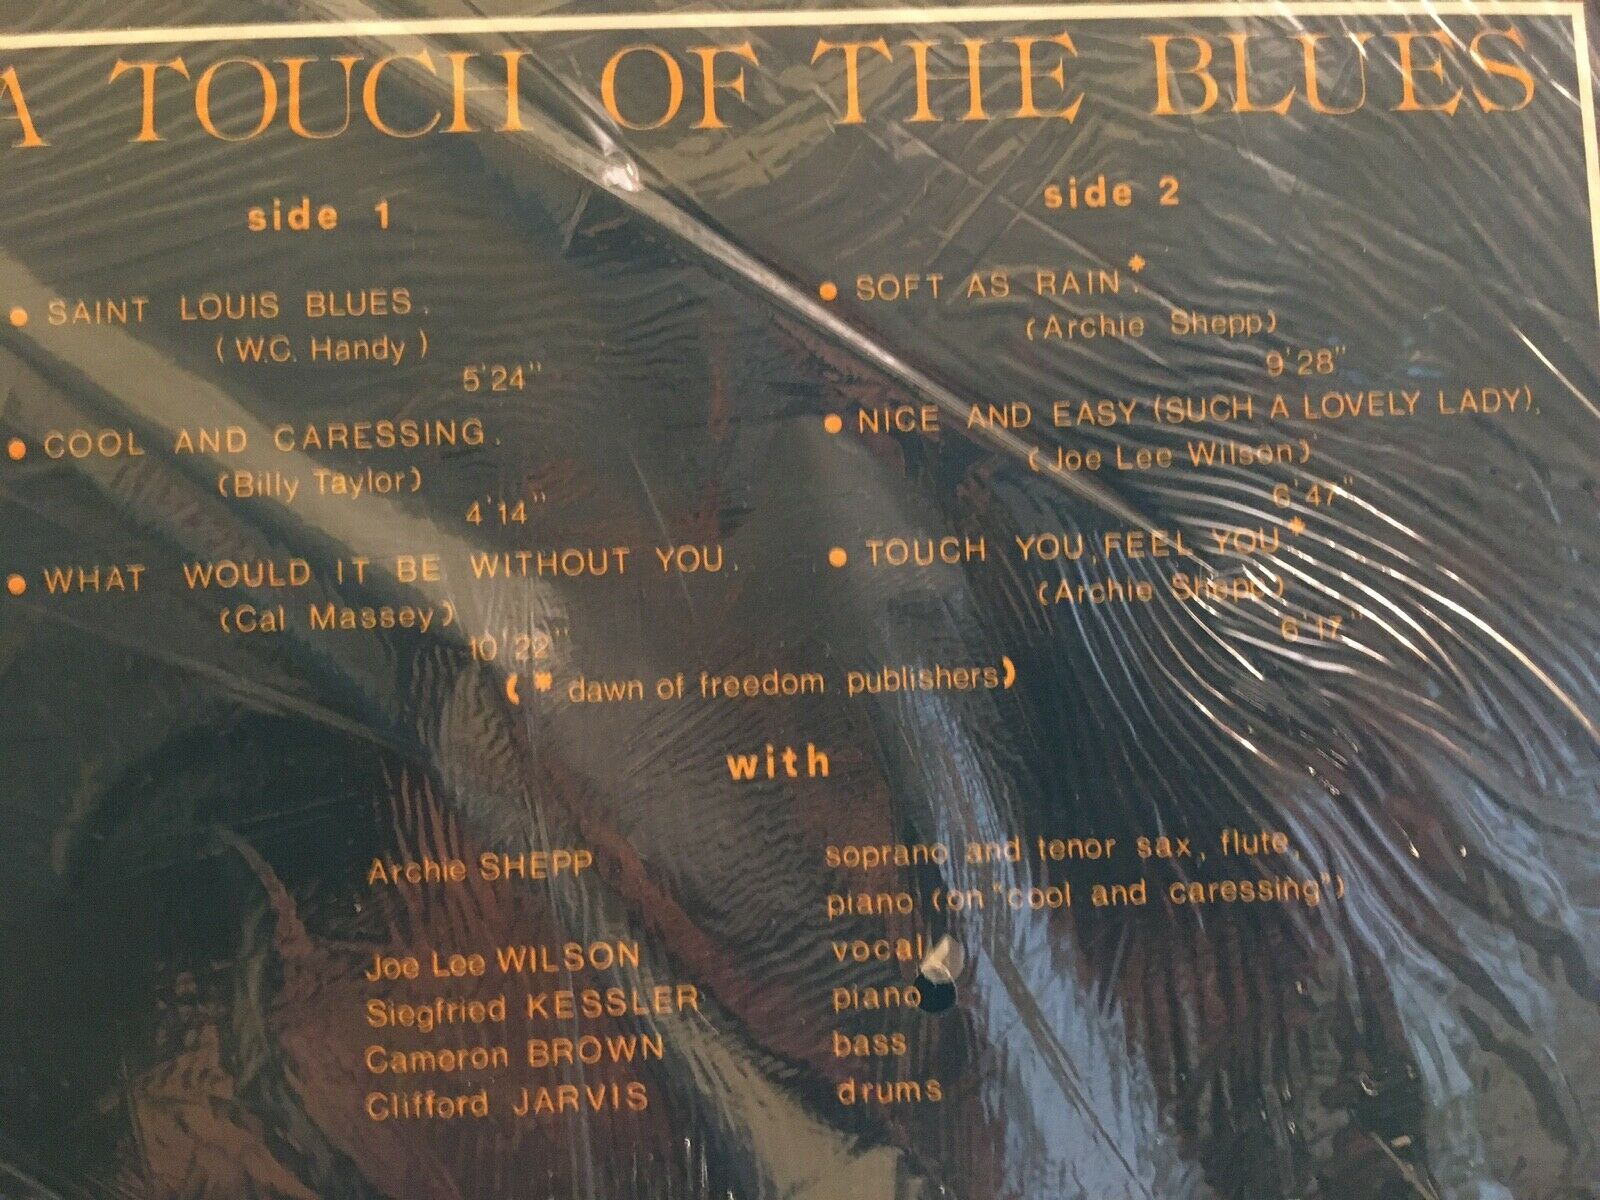 A TOUCH OF THE BLUES
side 1
• SAINT LOUIS BLUES.
(W.C. Handy)
5'24"
• COOL AND CARESSING.
(Billy Taylor)
4'14"
• WHAT WOULD IT BE WITHOUT YOU.
(Cal Massey)
10'22"
side 2
• SOFT AS RAIN.*
(Archie Shepp)
9'28"
• NICE AND EASY (SUCH A LOVELY LADY).
(Joe Lee Wilson)
6'47"
• TOUCH YOU, FEEL YOU*
(Archie Shepp)
6'17"
( * dawn of freedom publishers)
with
Archie SHEPP soprano and tenor sax, flute,
piano (on "cool and caressing")
Joe Lee WILSON vocal
Siegfried KESSLER piano
Cameron BROWN bass
Clifford JARVIS drums